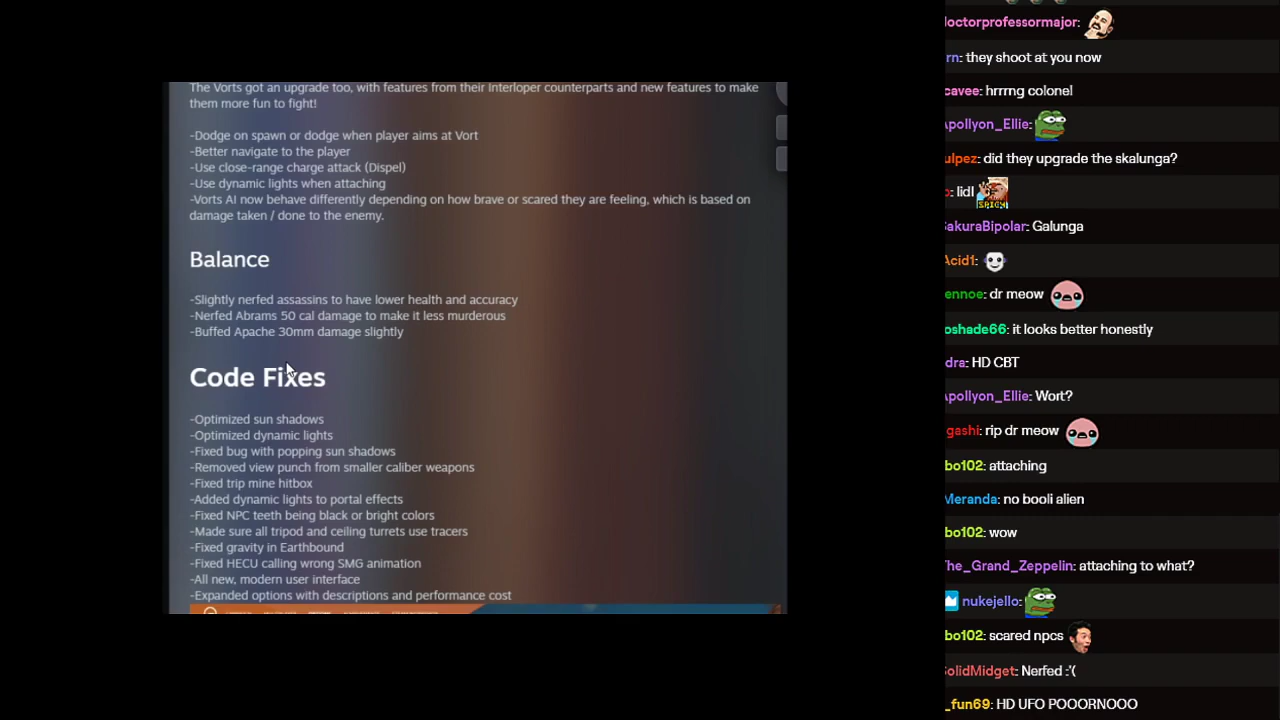 The Vorts got an upgrade too, with features from their Interloper counterparts and new features to make
them more fun to fight!
-Dodge on spawn or dodge when player aims at Vort
-Better navigate to the player
-Use close-range charge attack (Dispel)
-Use dynamic lights when attaching
-Vorts AI now behave differently depending on how brave or scared they are feeling, which is based on
damage taken / done to the enemy.
Balance
-Slightly nerfed assassins to have lower health and accuracy
-Nerfed Abrams 50 cal damage to make it less murderous
-Buffed Apache 30mm damage slightly
Code Fixes
-Optimized sun shadows
-Optimized dynamic lights
-Fixed bug with popping sun shadows
-Removed view punch from smaller caliber weapons
-Fixed trip mine hitbox
-Added dynamic lights to portal effects
-Fixed NPC teeth being black or bright colors
-Made sure all tripod and ceiling turrets use tracers
-Fixed gravity in Earthbound
-Fixed HECU calling wrong SMG animation
-All new, modern user interface
-Expanded options with descriptions and performance cost
doctorprofessormajor:
rn: they shoot at you now
cavee: hrrrng colonel
Apollyon_Ellie:
ulpez: did they upgrade the skalunga?
o: lidl
SakuraBipolar: Galunga
Acid1:
ennoe: dr meow
oshade66: it looks better honestly
dra: HD CBT
Apollyon_Ellie: Wort?
gashi: rip dr meow
bo102: attaching
Meranda: no booli alien
bo102: wow
The_Grand_Zeppelin: attaching to what?
nukejello:
bo102: scared npcs
SolidMidget: Nerfed :'(
_fun69: HD UFO POOORNOOO